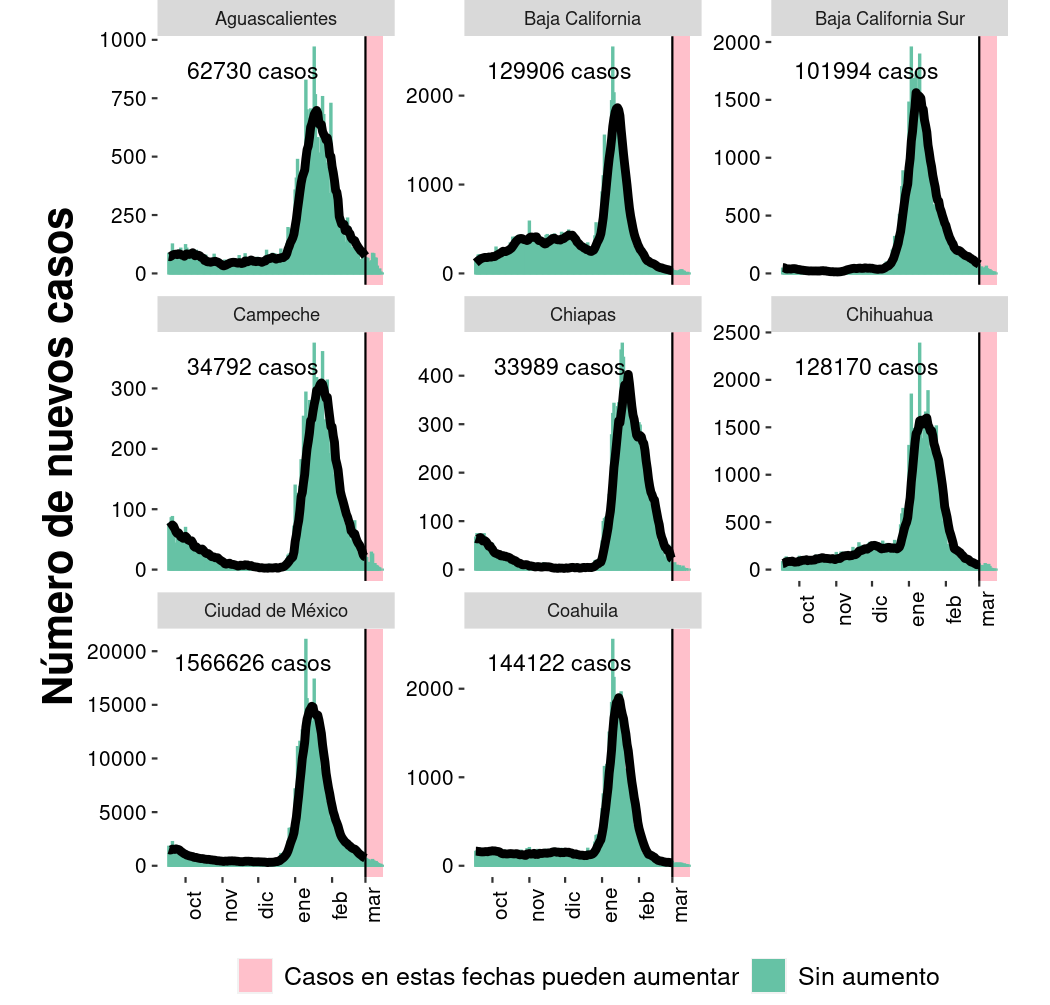 Número de nuevos casos
Aguascalientes
62730 casos
1000
750
500
250
0
Baja California
129906 casos
2000
1000
0
Baja California Sur
101994 casos
2000
1500
1000
500
0
Campeche
34792 casos
300
200
100
0
Chiapas
33989 casos
400
300
200
100
0
Chihuahua
128170 casos
2500
2000
1500
1000
500
0
oct nov dic ene feb mar
Ciudad de México
1566626 casos
20000
15000
10000
5000
0
oct nov dic ene feb mar
Coahuila
144122 casos
2000
1000
0
oct nov dic ene feb mar
Casos en estas fechas pueden aumentar Sin aumento